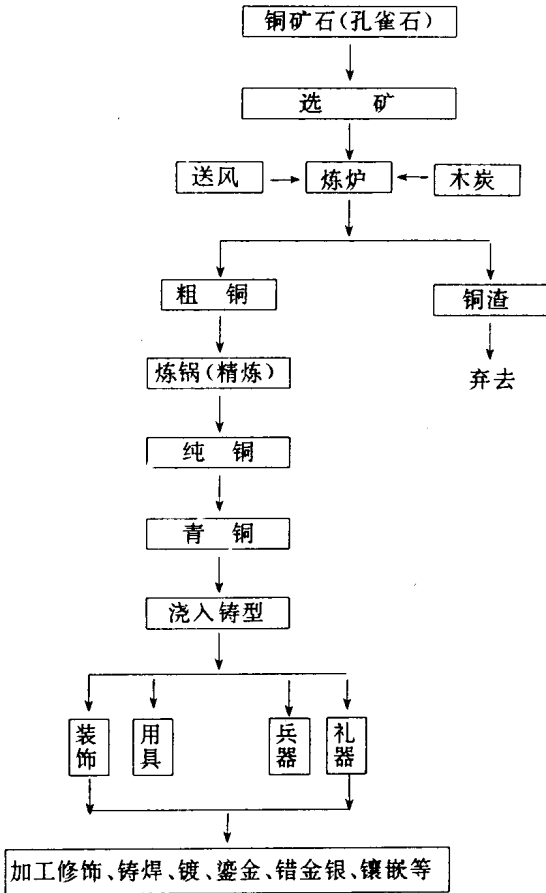 铜矿石(孔雀石)
选 矿
送风
炼炉
木炭
粗 铜
铜渣
炼锅(精炼)
弃去
纯 铜
青 铜
浇入铸型
装饰
用具
兵器
礼器
加工修饰、铸焊、镀、鎏金、错金银、镶嵌等